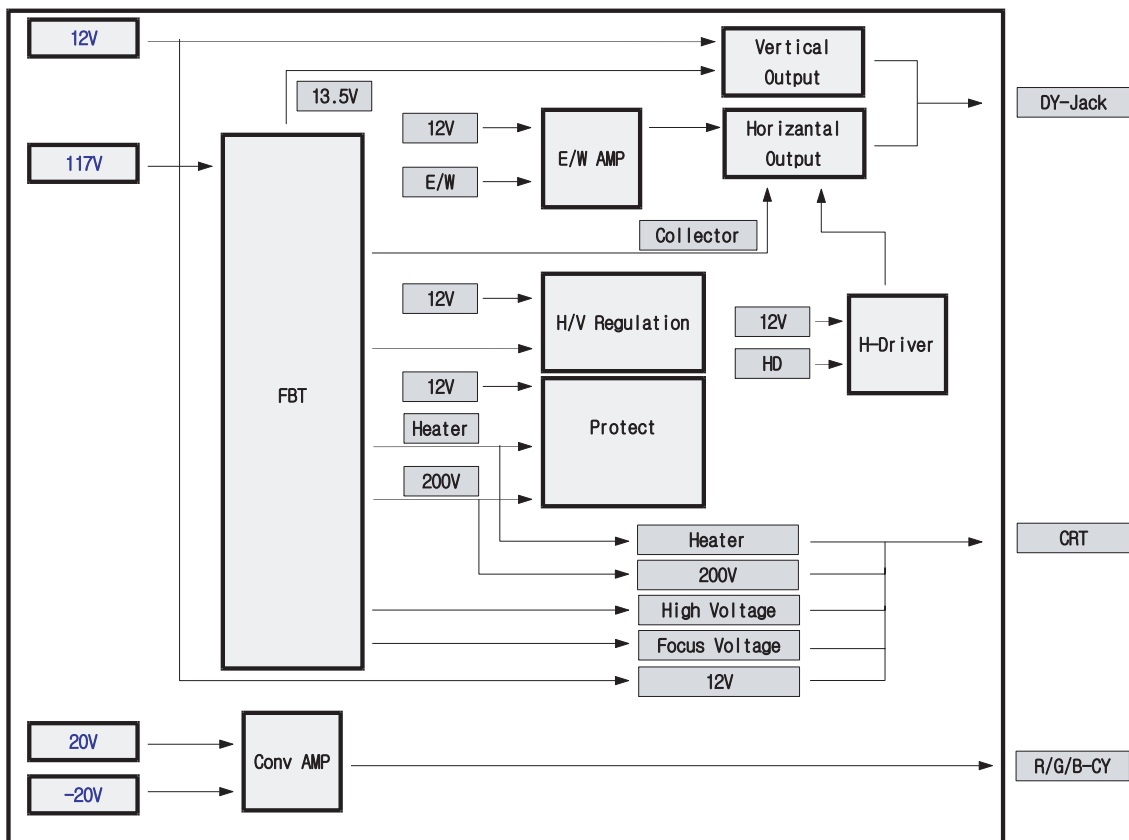 12V
Vertical
Output
13.5V
DY-Jack
12V
Horizantal
Output
117V
E/W AMP
E/W
Collector
12V
H/V Regulation
12V
H-Driver
HD
12V
FBT
Heater
Protect
200V
Heater
CRT
200V
High Voltage
Focus Voltage
12V
20V
Conv AMP
R/G/B-CY
-20V